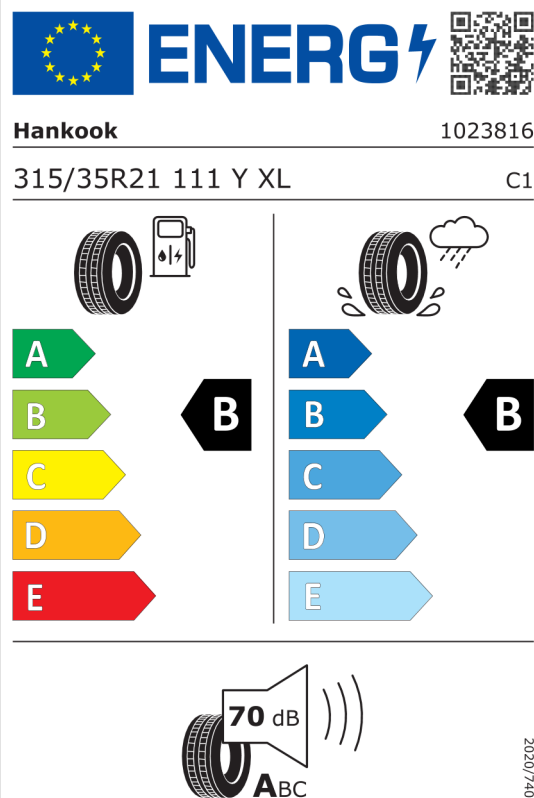 ENERG
Hankook 1023816
315/35R21 111 Y XL C1
A A
B B B B
C C
D D
E E
70 dB
ABC
2020/740